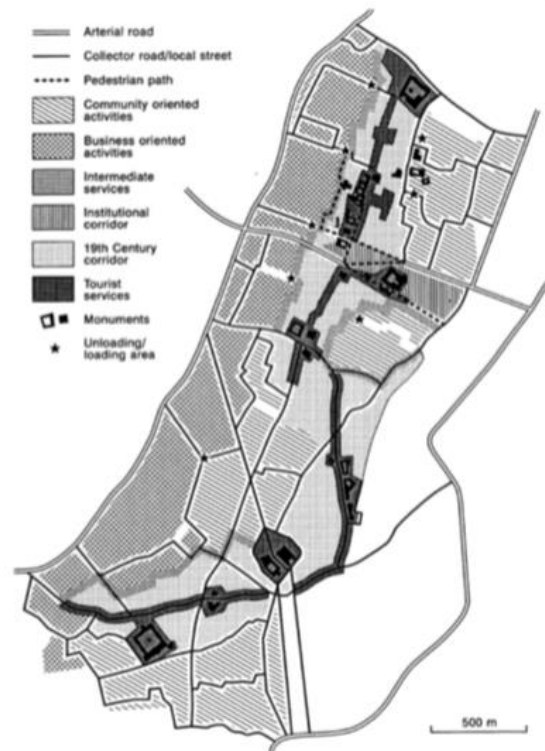 Arterial road
Collector road/local street
Pedestrian path
Community oriented
activities
Business oriented
activities
Intermediate
services
Institutional
corridor
19th Century
corridor
Tourist
services
Monuments
Unloading/
loading area
500 m